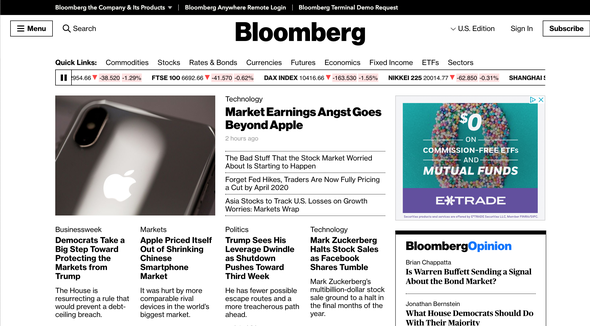 Bloomberg the Company & Its Products
Bloomberg Anywhere Remote Login
Bloomberg Terminal Demo Request
Menu
Search
Bloomberg
U.S. Edition
Sign In
Subscribe
Quick Links: Commodities Stocks Rates & Bonds Currencies Futures Economics Fixed Income ETFs Sectors
954.66 -38.520 -1.29% FTSE 100 6692.66 -41.570 -0.62% DAX INDEX 10416.66 -163.530 -1.55% NIKKEI 225 20014.77 -62.850 -0.31% SHANGHAI
Technology
Market Earnings Angst Goes
Beyond Apple
2 hours ago
The Bad Stuff That the Stock Market Worried
About Is Starting to Happen
Forget Fed Hikes, Traders Are Now Fully Pricing
a Cut by April 2020
Asia Stocks to Track U.S. Losses on Growth
Worries: Markets Wrap
$0
ON
COMMISSION-FREE ETFs
AND
MUTUAL FUNDS
E*TRADE
Businessweek
Democrats Take a
Big Step Toward
Protecting the
Markets from
Trump
The House is
resurrecting a rule that
would prevent a debt-
ceiling breach.
Markets
Apple Priced Itself
Out of Shrinking
Chinese
Smartphone
Market
It was hurt by more
comparable rival
devices in the world's
biggest market.
Politics
Trump Sees His
Leverage Dwindle
as Shutdown
Pushes Toward
Third Week
He has fewer possible
escape routes and a
more treacherous path
ahead.
Technology
Mark Zuckerberg
Halts Stock Sales
as Facebook
Shares Tumble
Mark Zuckerberg's
multibillion-dollar stock
sale ground to a halt in
the final months of the
year.
BloombergOpinion
Brian Chappatta
Is Warren Buffett Sending a Signal
About the Bond Market?
Jonathan Bernstein
What House Democrats Should Do
With Their Majority